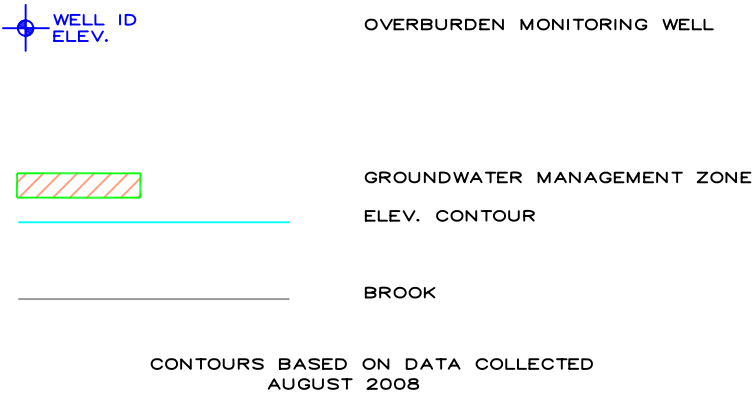 WELL ID
ELEV.
OVERBURDEN MONITORING WELL
GROUNDWATER MANAGEMENT ZONE
ELEV. CONTOUR
BROOK
CONTOURS BASED ON DATA COLLECTED
AUGUST 2008